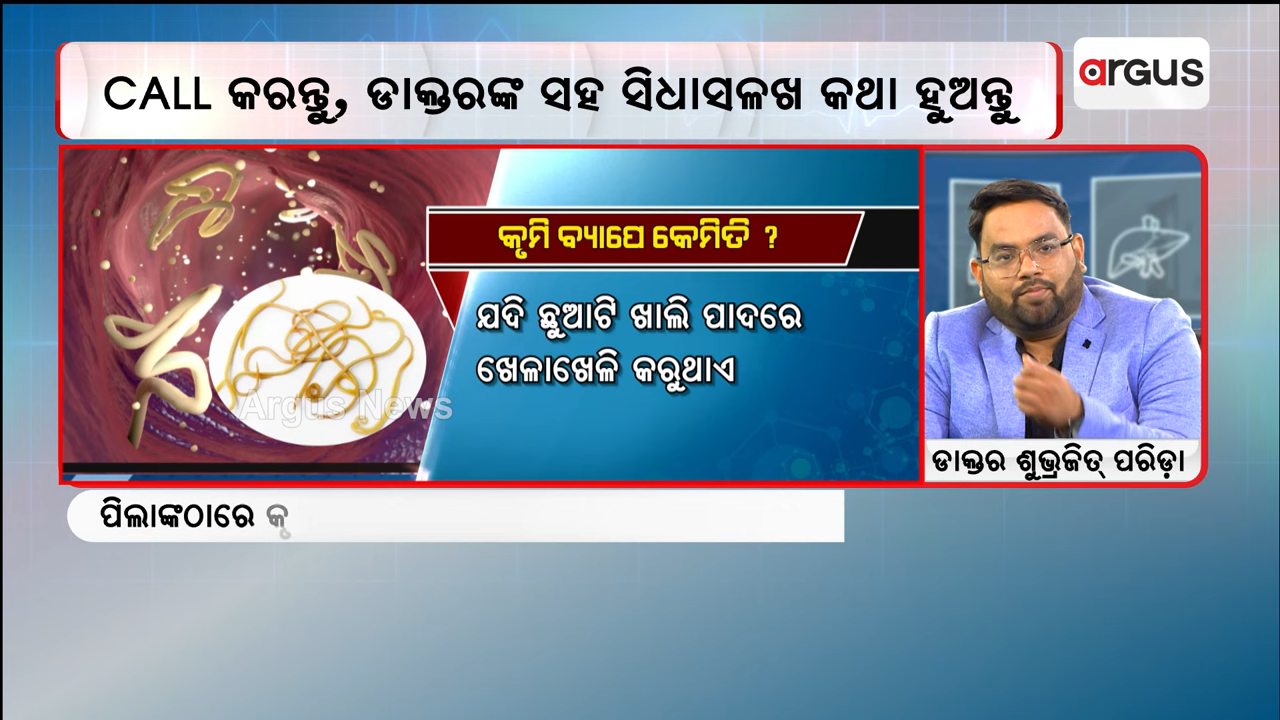 CALL କରନ୍ତୁ, ଡାକ୍ତରଙ୍କ ସହ ସିଧାସଳଖ କଥା ହୁଅନ୍ତୁ
argus
କୃମି ବ୍ୟାପେ କେମିତି ?
ଯଦି ଛୁଆଟି ଖାଲି ପାଦରେ
ଖେଳାଖେଳି କରୁଥାଏ
Argus News
ଡାକ୍ତର ଶୁଭ୍ରଜିତ୍ ପରିଡ଼ା
ପିଲାଙ୍କଠାରେ କୃ